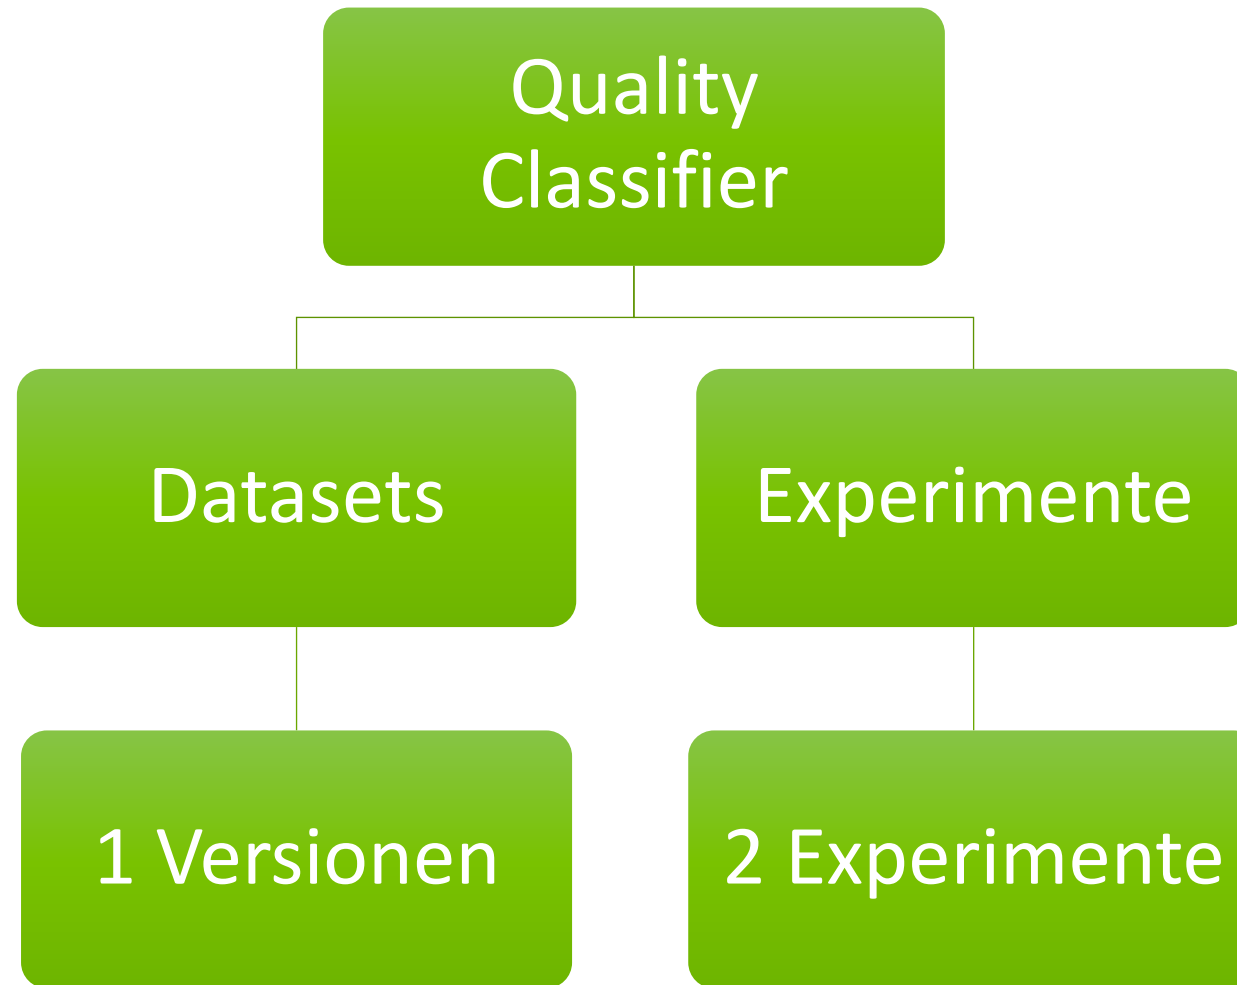 Quality
Classifier
Datasets
Experimente
1 Versionen
2 Experimente